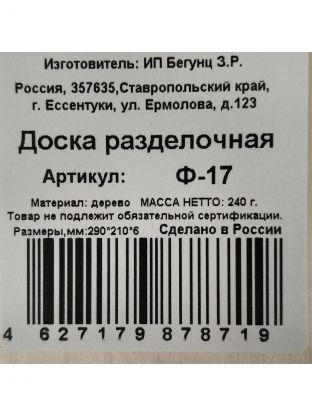 Изготовитель: ИП Бегунц З.Р.
Россия, 357635,Ставропольский край,
г. Ессентуки, ул. Ермолова, д.123
Доска разделочная
Артикул: Ф-17
Материал: дерево МАССА НЕТТО: 240 г.
Товар не подлежит обязательной сертификации.
Размеры,мм:290*210*6 Сделано в России
4 627179 878719